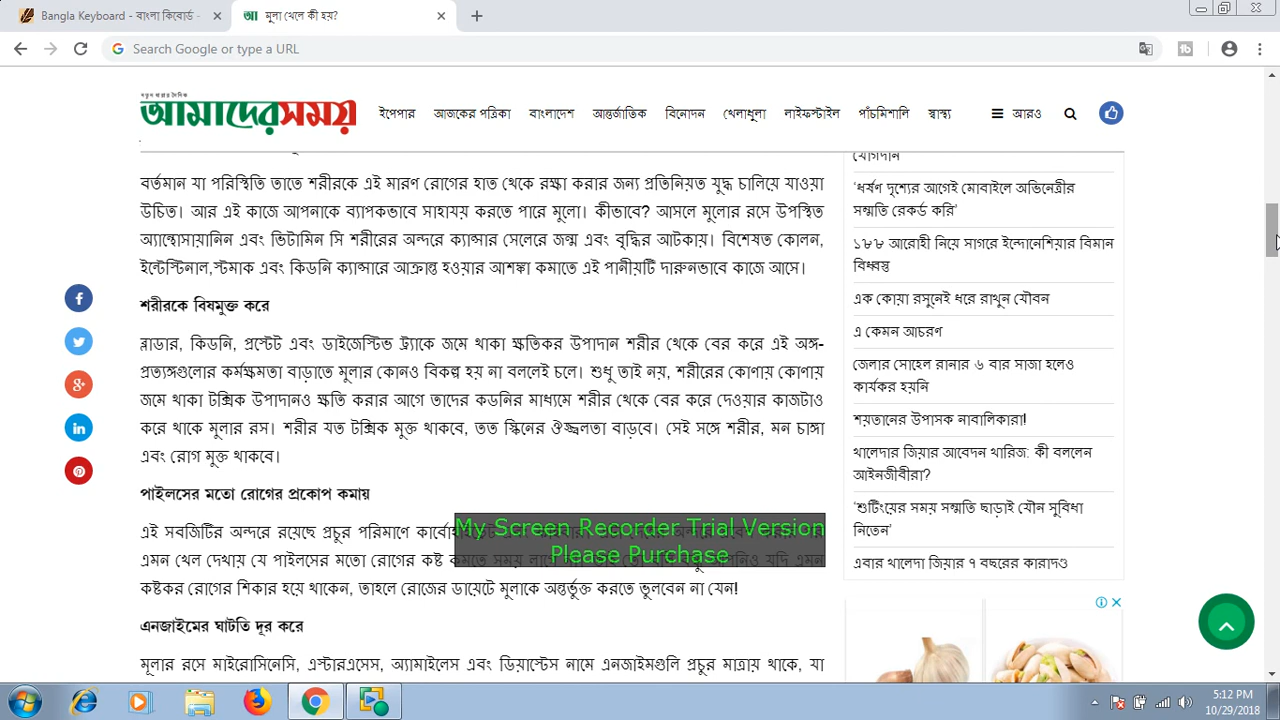 Bangla Keyboard - বাংলা কিবোর্ড -
মূলা খেলে কী হয়?
Search Google or type a URL
নতুন ধারার দৈনিক
আমাদেরসময়
ইপেপার আজকের পত্রিকা বাংলাদেশ আন্তর্জাতিক বিনোদন খেলাধুলা লাইফস্টাইল পাঁচমিশালি স্বাস্থ্য আরও
বর্তমান যা পরিস্থিতি তাতে শরীরকে এই মারণ রোগের হাত থেকে রক্ষা করার জন্য প্রতিনিয়ত যুদ্ধ চালিয়ে যাওয়া
উচিত। আর এই কাজে আপনাকে ব্যাপকভাবে সাহায্য করতে পারে মুলো। কীভাবে? আসলে মুলোর রসে উপস্থিত
অ্যান্থোসায়ানিন এবং ভিটামিন সি শরীরের অন্দরে ক্যান্সার সেলেরে জন্ম এবং বৃদ্ধির আটকায়। বিশেষত কোলন,
ইন্টেস্টিনাল,স্টমাক এবং কিডনি ক্যান্সারে আক্রান্ত হওয়ার আশঙ্কা কমাতে এই পানীয়টি দারুনভাবে কাজে আসে।
শরীরকে বিষমুক্ত করে
ব্লাডার, কিডনি, প্রস্টেট এবং ডাইজেস্টিভ ট্র্যাকে জমে থাকা ক্ষতিকর উপাদান শরীর থেকে বের করে এই অঙ্গ-
প্রত্যঙ্গগুলোর কর্মক্ষমতা বাড়াতে মূলার কোনও বিকল্প হয় না বললেই চলে। শুধু তাই নয়, শরীরের কোণায় কোণায়
জমে থাকা টক্সিক উপাদানও ক্ষতি করার আগে তাদের কডনির মাধ্যমে শরীর থেকে বের করে দেওয়ার কাজটাও
করে থাকে মূলার রস। শরীর যত টক্সিক মুক্ত থাকবে, তত স্কিনের ঔজ্জ্বলতা বাড়বে। সেই সঙ্গে শরীর, মন চাঙ্গা
এবং রোগ মুক্ত থাকবে।
পাইলসের মতো রোগের প্রকোপ কমায়
এই সবজিটির অন্দরে রয়েছে প্রচুর পরিমাণে
এমন খেল দেখায় যে পাইলসের মতো রোগের কষ্ট কমতে সময় লাগে
কষ্টকর রোগের শিকার হয়ে থাকেন, তাহলে রোজের ডায়েটে মূলাকে অন্তর্ভুক্ত করতে ভুলবেন না যেন!
এনজাইমের ঘাটতি দূর করে
মূলার রসে মাইরোসিনেসি, এস্টারএসেস, অ্যামাইলেস এবং ডিয়াস্টেস নামে এনজাইমগুলি প্রচুর মাত্রায় থাকে, যা
My Screen Recorder Trial Version
Please Purchase
যোগদান
‘ধর্ষণ দৃশ্যের আগেই মোবাইলে অভিনেত্রীর
সম্মতি রেকর্ড করি’
১৮৮ আরোহী নিয়ে সাগরে ইন্দোনেশিয়ার বিমান
বিধ্বস্ত
এক কোয়া রসুনেই ধরে রাখুন যৌবন
এ কেমন আচরণ
জেলার সোহেল রানার ৬ বার সাজা হলেও
কার্যকর হয়নি
শয়তানের উপাসক নাবালিকারা!
খালেদার জিয়ার আবেদন খারিজ: কী বললেন
আইনজীবীরা?
‘শুটিংয়ের সময় সম্মতি ছাড়াই যৌন সুবিধা
নিতেন’
এবার খালেদা জিয়ার ৭ বছরের কারাদণ্ড
5:12 PM
10/29/2018